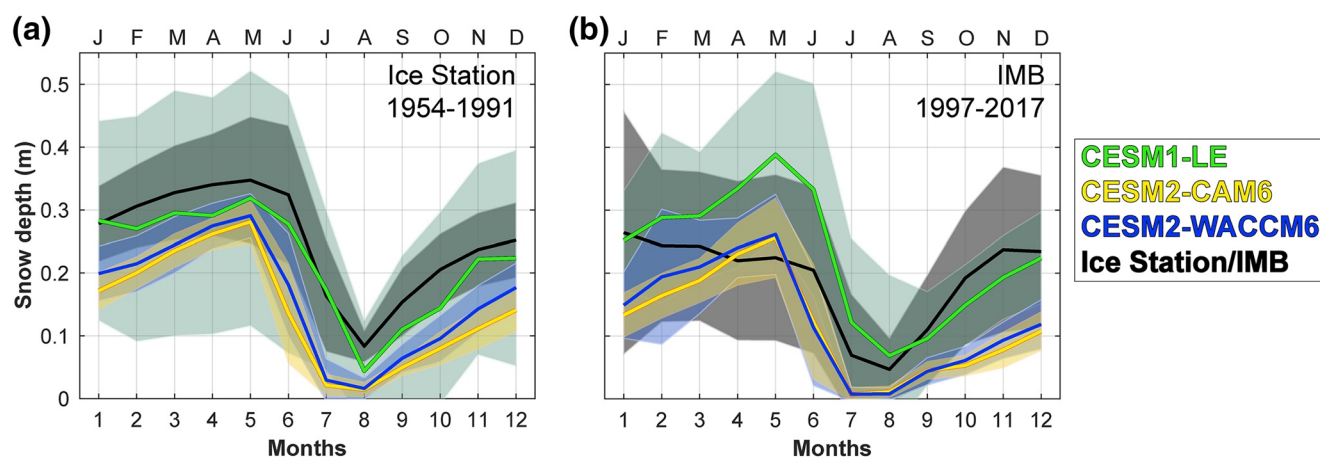 (a)
J F M A M J J A S O N D
Ice Station
1954-1991
Snow depth (m)
0.5
0.4
0.3
0.2
0.1
0
1 2 3 4 5 6 7 8 9 10 11 12
Months
(b)
J F M A M J J A S O N D
IMB
1997-2017
1 2 3 4 5 6 7 8 9 10 11 12
Months
CESM1-LE
CESM2-CAM6
CESM2-WACCM6
Ice Station/IMB